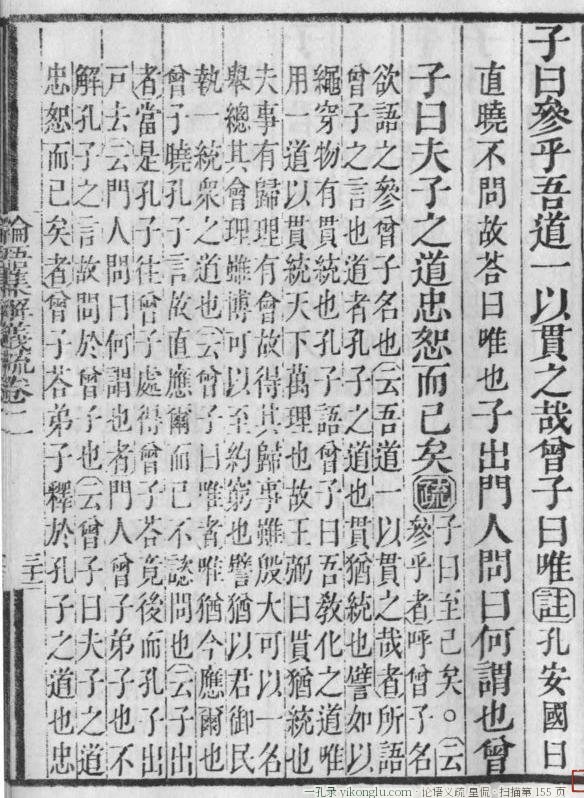 子曰參乎吾道一以貫之哉曾子曰唯註孔安國曰
直曉不問故荅曰唯也子出門人問曰何謂也曾
子曰夫子之道忠恕而已矣疏子曰至已矣。云
參乎者呼曾子名
欲語之參曾子名也云吾道一以貫之哉者所語
曾子之言也道者孔子之道也貫猶統也譬如以
繩穿物有貫統也孔子語曾子曰吾教化之道唯
用一道以貫統天下萬理也故王弼曰貫猶統也
夫事有歸理有會故得其歸事雖殷大可以一名
舉總其會理雖博可以至約窮也譬猶以君御民
執一統衆之道也云曾子曰唯者唯猶今應爾也
曾子曉孔子言故直應爾而已不諮問也云子出
者當是孔子往曾子處得曾子荅竟後而孔子出
戸去云門人問曰何謂也者門人曾子弟子也不
解孔子之言故問於曾子也云曾子曰夫子之道
忠恕而已矣者曾子荅弟子釋於孔子之道也忠
論語集解義疏卷二
三十二
一孔录 yikonglu.com · 论语义疏 皇侃 · 扫描第 155 页